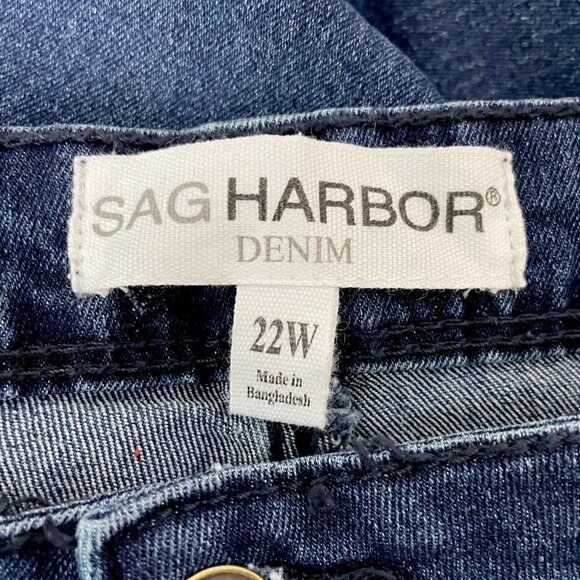 SAG HARBOR®
DENIM
22W
Made in
Bangladesh